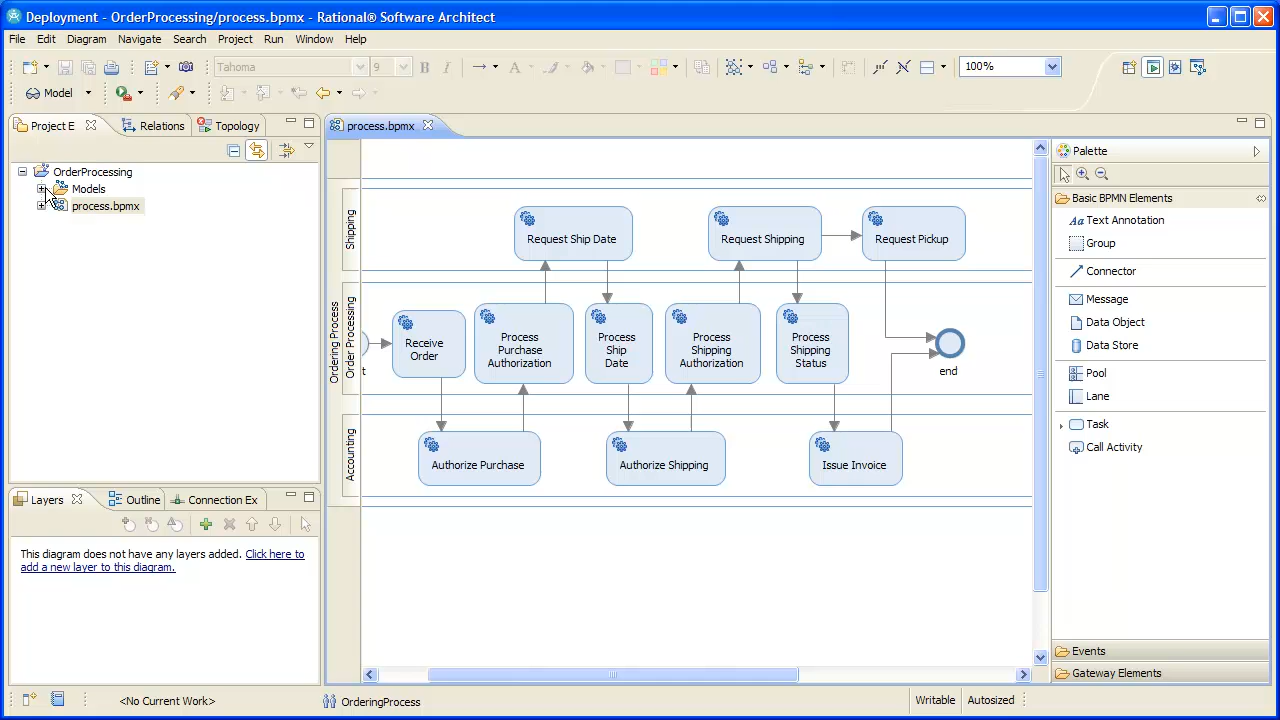 Deployment - OrderProcessing/process.bpmx - Rational® Software Architect
File Edit Diagram Navigate Search Project Run Window Help
Tahoma 9 B I A 100%
Model
Project E Relations Topology process.bpmx
OrderProcessing
Models
process.bpmx
Ordering Process
Shipping
Request Ship Date
Request Shipping
Request Pickup
Order Processing
t
Receive
Order
Process
Purchase
Authorization
Process
Ship
Date
Process
Shipping
Authorization
Process
Shipping
Status
end
Accounting
Authorize Purchase
Authorize Shipping
Issue Invoice
Palette
Basic BPMN Elements
Aa Text Annotation
Group
Connector
Message
Data Object
Data Store
Pool
Lane
Task
Call Activity
Events
Gateway Elements
Layers Outline Connection Ex
This diagram does not have any layers added. Click here to
add a new layer to this diagram.
<No Current Work> OrderingProcess Writable Autosized